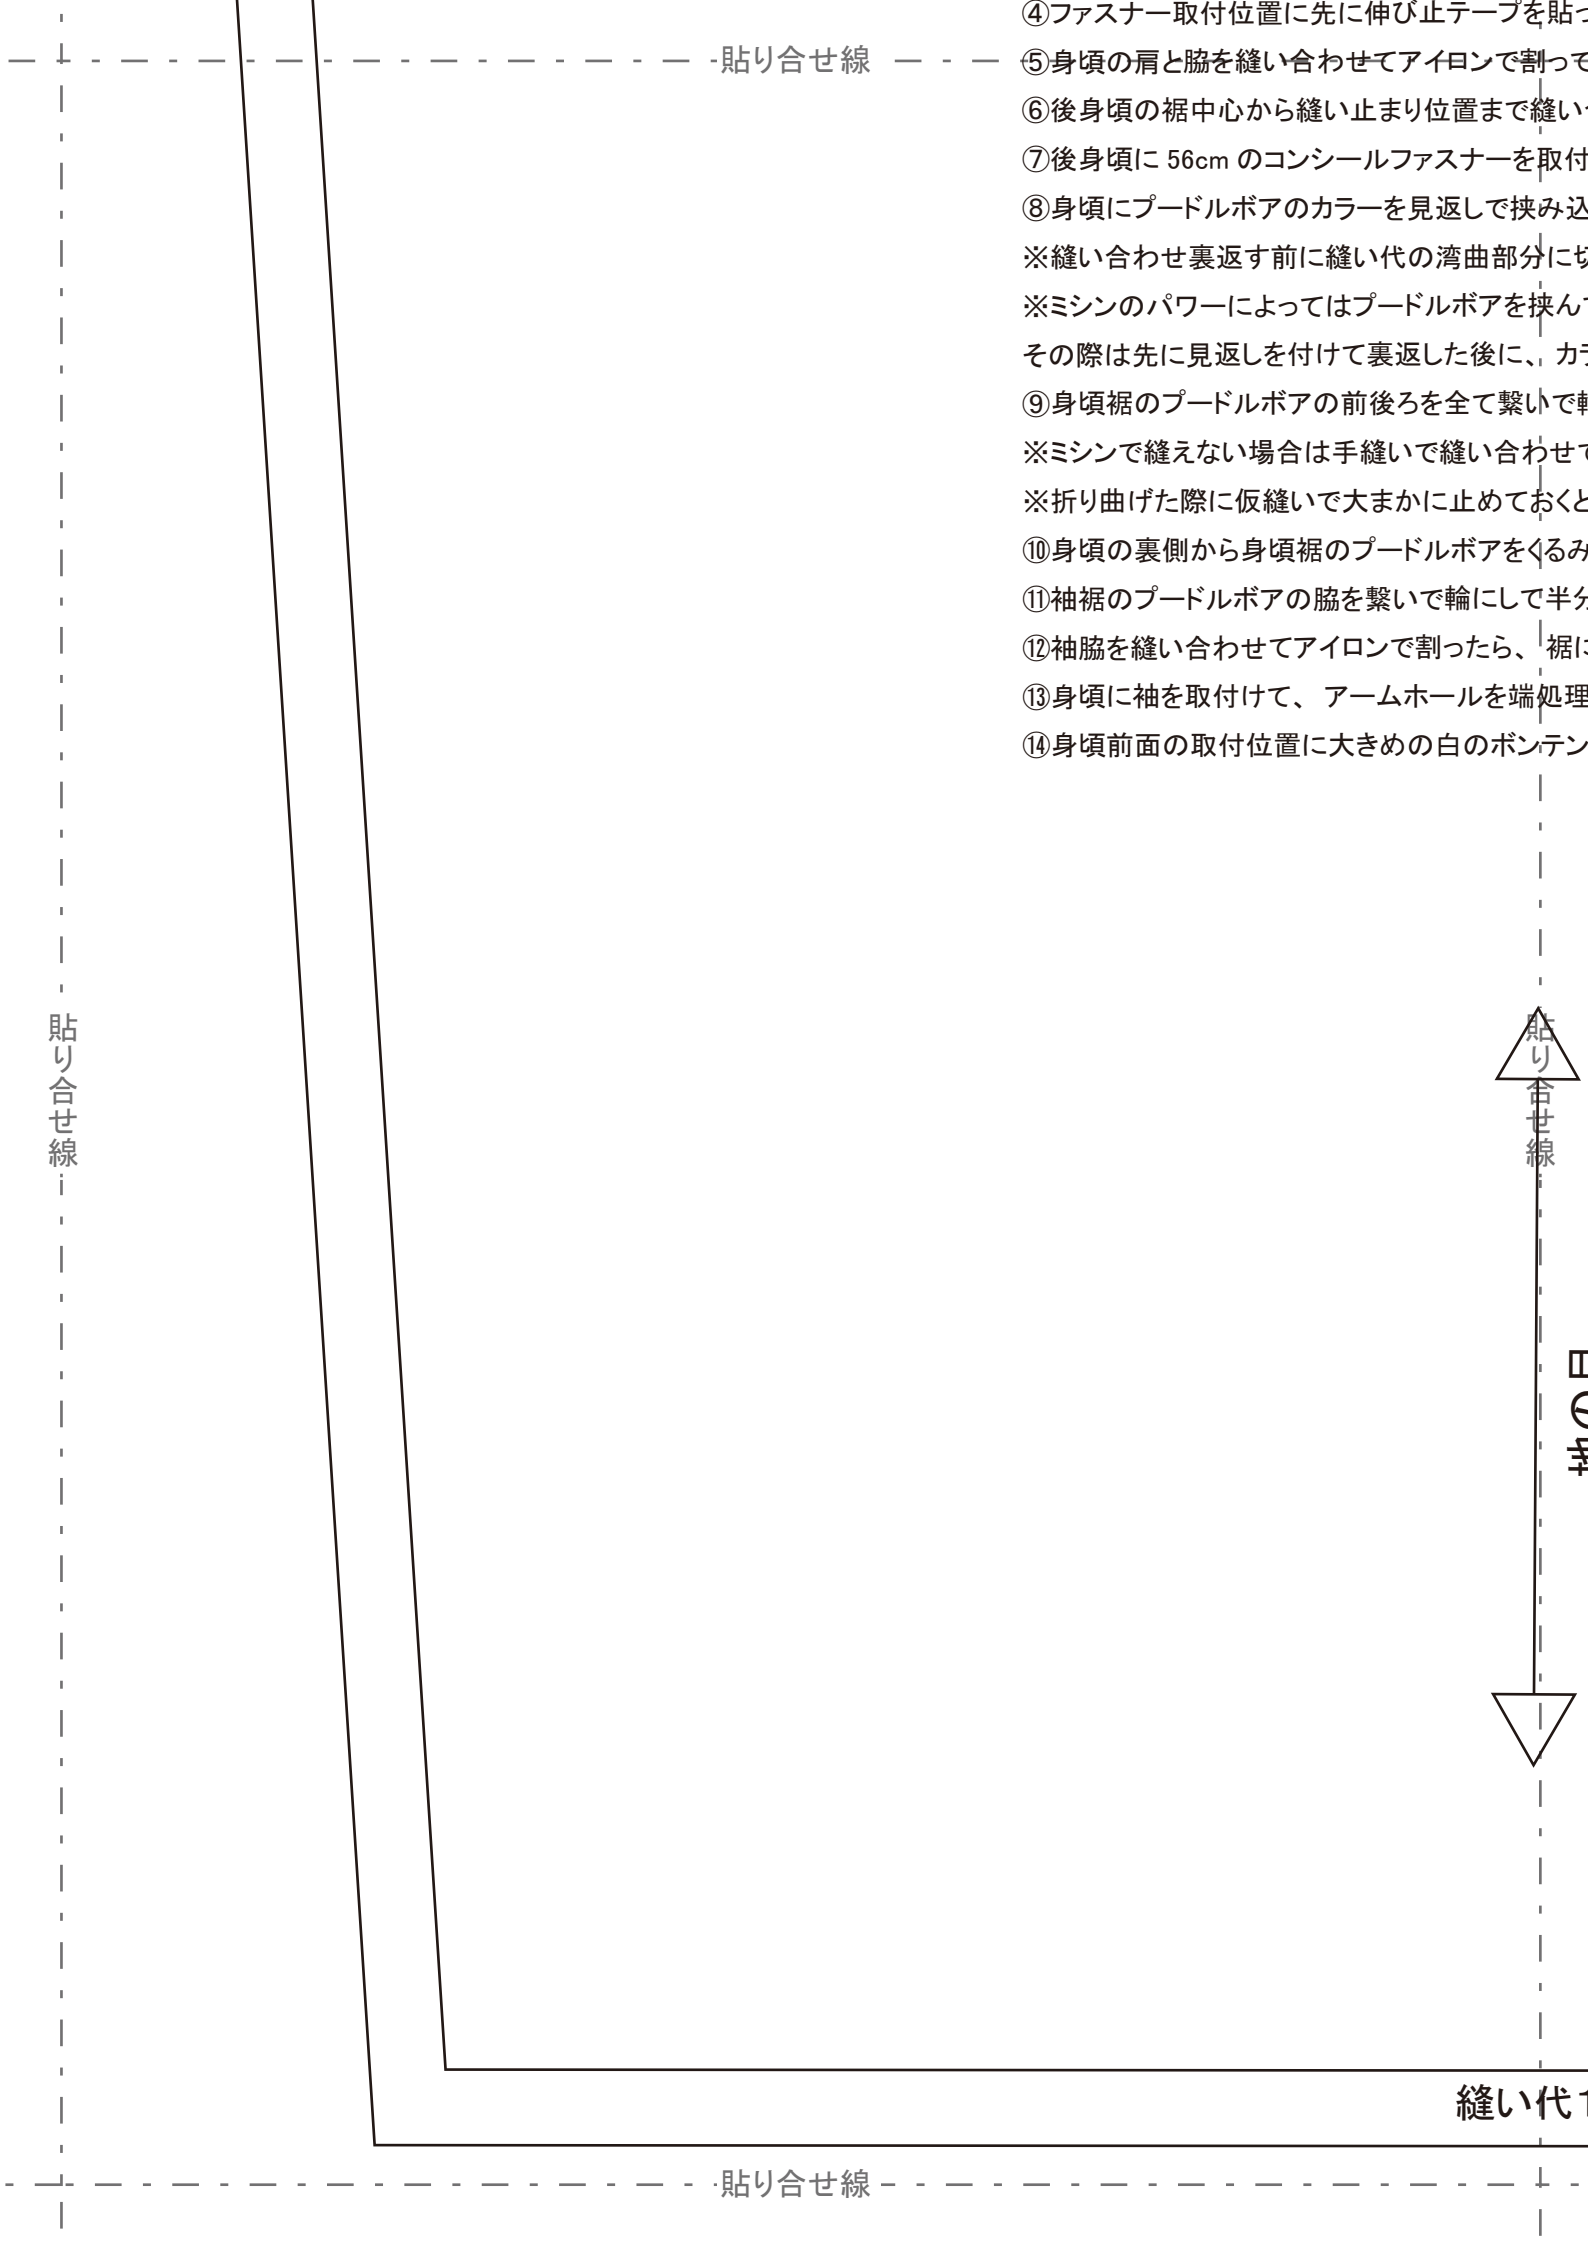 ④ファスナー取付位置に先に伸び止テープを貼っ
貼り合せ線
⑤身頃の肩と脇を縫い合わせてアイロンで割って
⑥後身頃の裾中心から縫い止まり位置まで縫い
⑦後身頃に 56cm のコンシールファスナーを取付
⑧身頃にプードルボアのカラーを見返しで挟み込
※縫い合わせ裏返す前に縫い代の湾曲部分に切
※ミシンのパワーによってはプードルボアを挟ん
その際は先に見返しを付けて裏返した後に、カラ
⑨身頃裾のプードルボアの前後ろを全て繋いで輪
※ミシンで縫えない場合は手縫いで縫い合わせて
※折り曲げた際に仮縫いで大まかに止めておくと
⑩身頃の裏側から身頃裾のプードルボアをくるみ
⑪袖裾のプードルボアの脇を繋いで輪にして半分
⑫袖脇を縫い合わせてアイロンで割ったら、裾に
⑬身頃に袖を取付けて、アームホールを端処理
⑭身頃前面の取付位置に大きめの白のボンテン
貼り合せ線
貼り合せ線
布の目
縫い代1
貼り合せ線